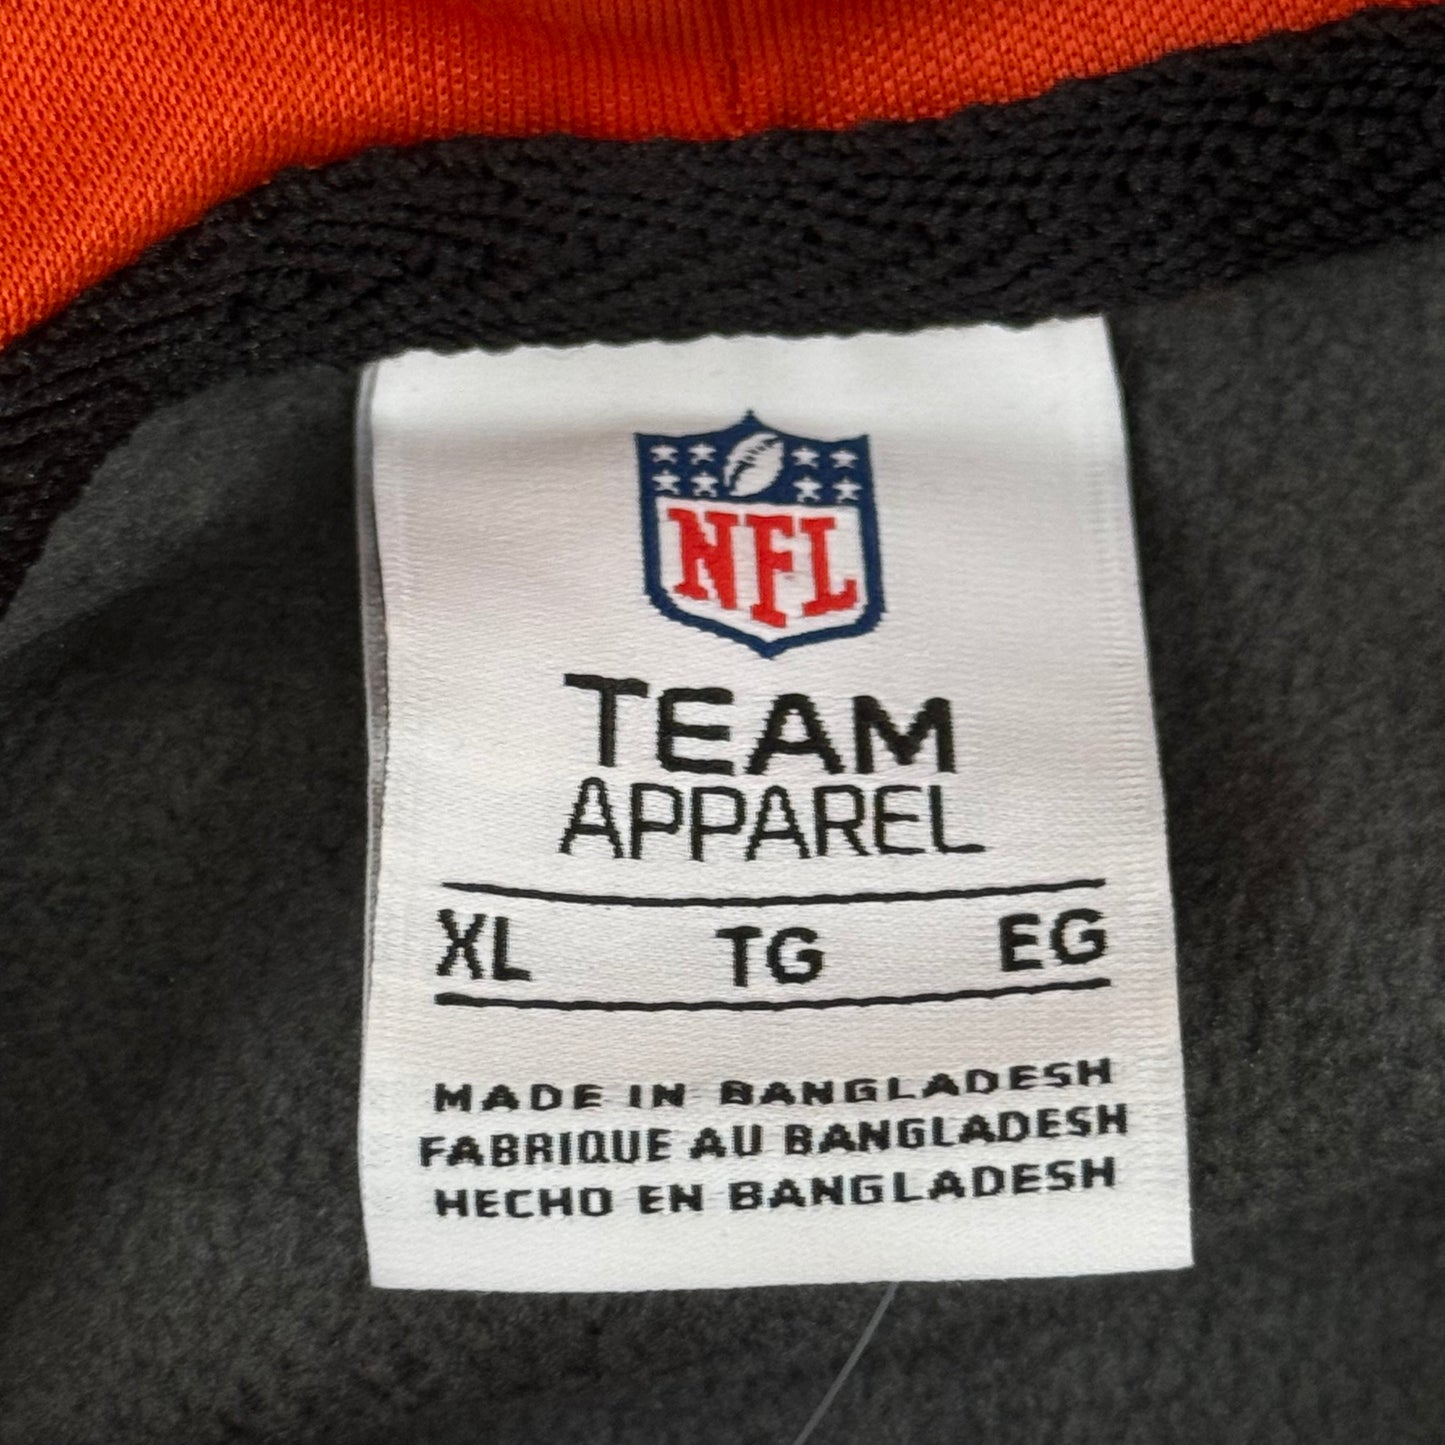 NFL
TEAM
APPAREL
XL TG EG
MADE IN BANGLADESH
FABRIQUE AU BANGLADESH
HECHO EN BANGLADESH